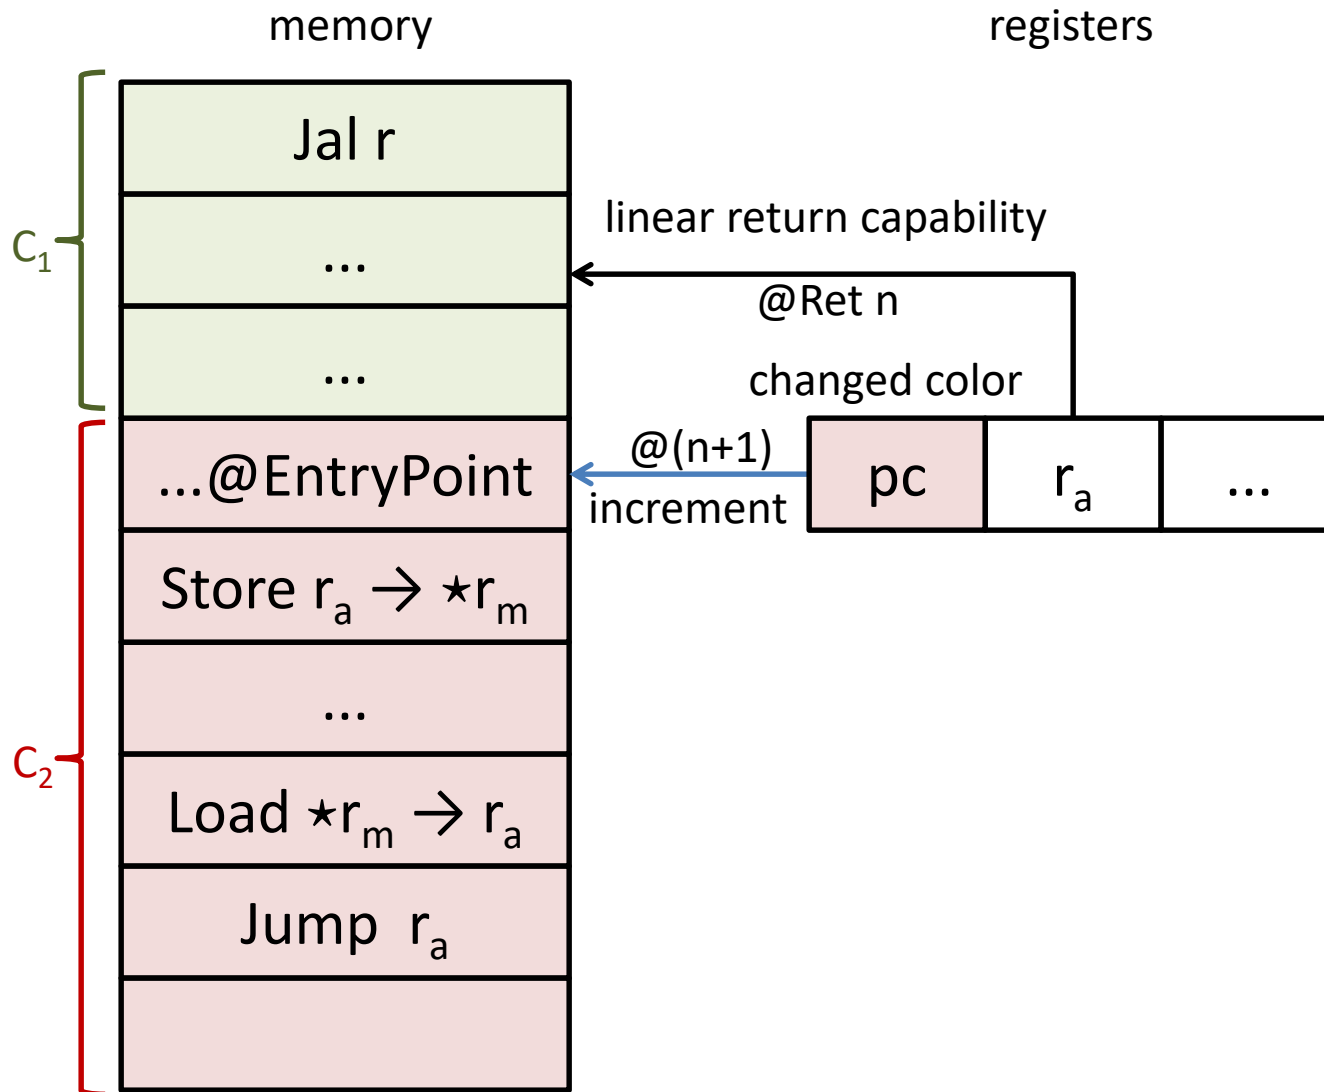 memory
registers
Jal r
C₁
...
linear return capability
@Ret n
...
changed color
...@EntryPoint
@(n+1)
increment
pc
rₐ
...
Store rₐ → ⋆rₘ
...
C₂
Load ⋆rₘ → rₐ
Jump rₐ